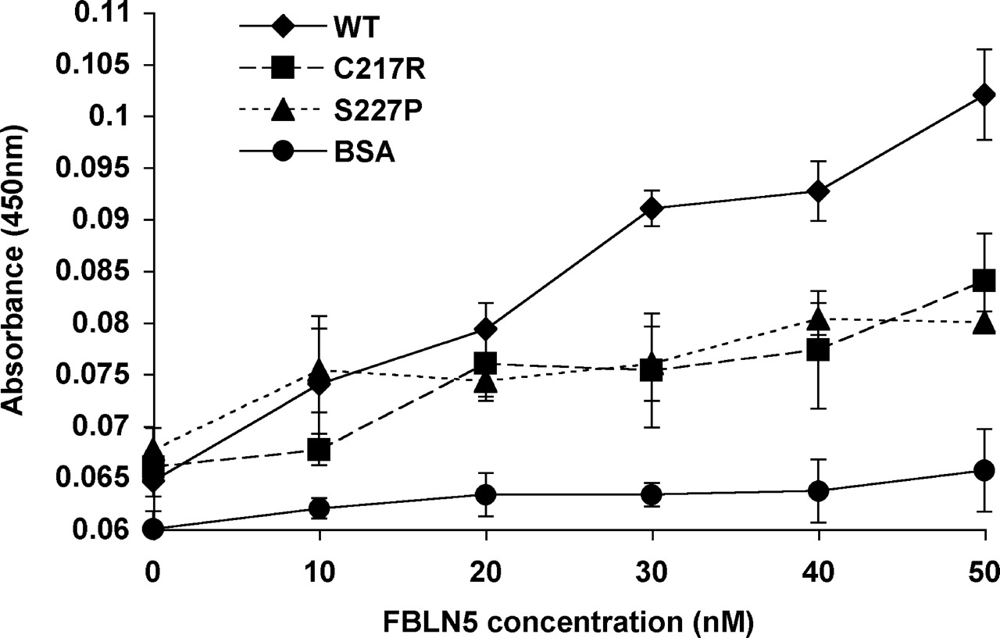 0.11
0.105
0.1
0.095
0.09
0.085
0.08
0.075
0.07
0.065
0.06
Absorbance (450nm)
WT
C217R
S227P
BSA
0 10 20 30 40 50
FBLN5 concentration (nM)